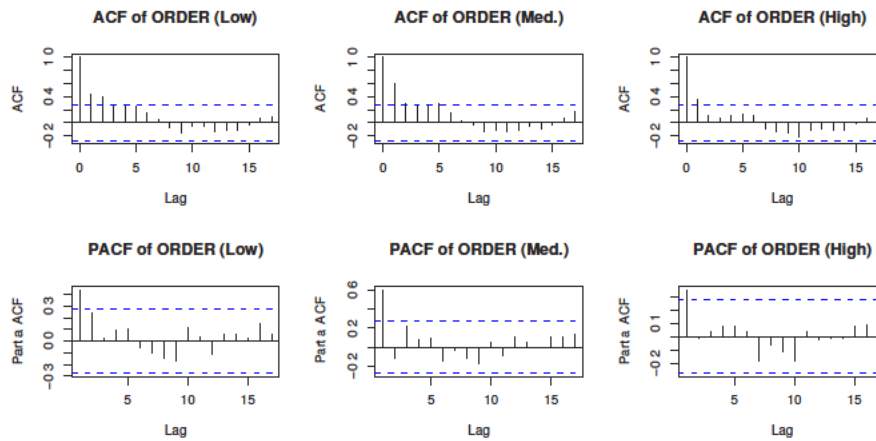 ACF of ORDER (Low)
ACF
-0.2 0.4 1 0
0 5 10 15
Lag
ACF of ORDER (Med.)
ACF
-0.2 0.4 1 0
0 5 10 15
Lag
ACF of ORDER (High)
ACF
-0.2 0.4 1 0
0 5 10 15
Lag
PACF of ORDER (Low)
Part a ACF
-0.3 0.0 0.3
5 10 15
Lag
PACF of ORDER (Med.)
Part a ACF
-0.2 0.2 0.6
5 10 15
Lag
PACF of ORDER (High)
Part a ACF
-0.2 0.1
5 10 15
Lag